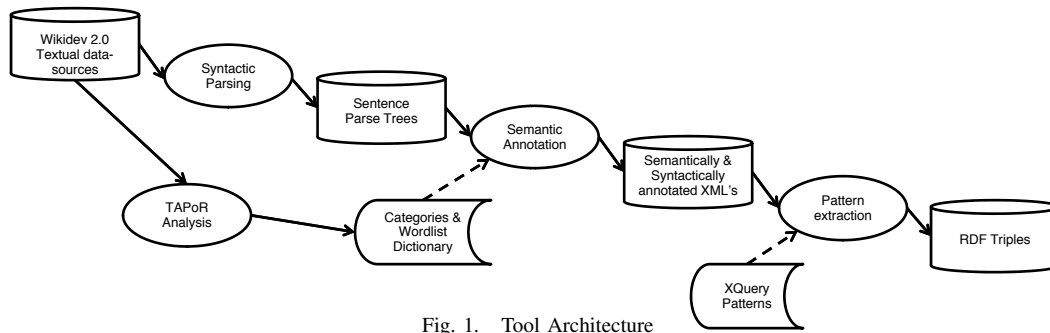 Wikidev 2.0
Textual data-
sources
Syntactic
Parsing
Sentence
Parse Trees
Semantic
Annotation
Semantically &
Syntactically
annotated XML's
Pattern
extraction
RDF Triples
TAPoR
Analysis
Categories &
Wordlist
Dictionary
XQuery
Patterns
Fig. 1. Tool Architecture